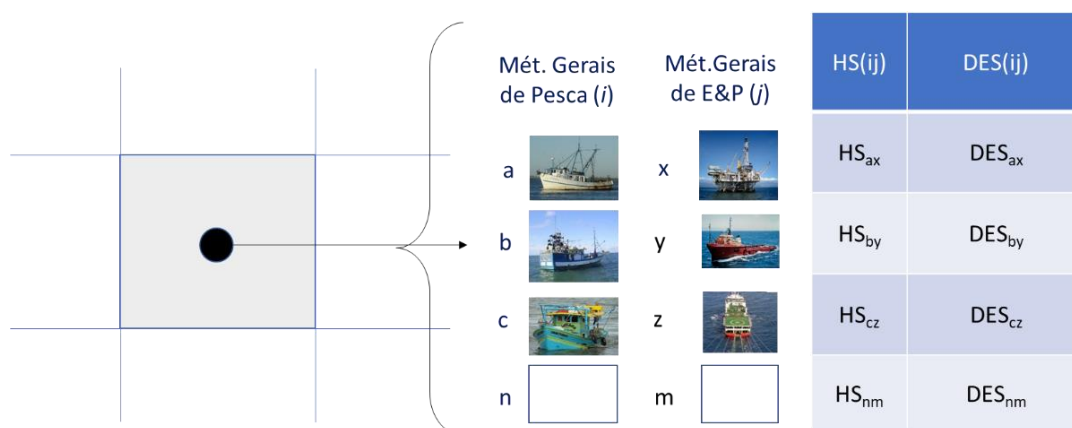 Mét. Gerais
de Pesca (i)
Mét.Gerais
de E&P (j)
HS(ij) DES(ij)
a x HSax DESax
b y HSby DESby
c z HScz DEScz
n m HSnm DESnm